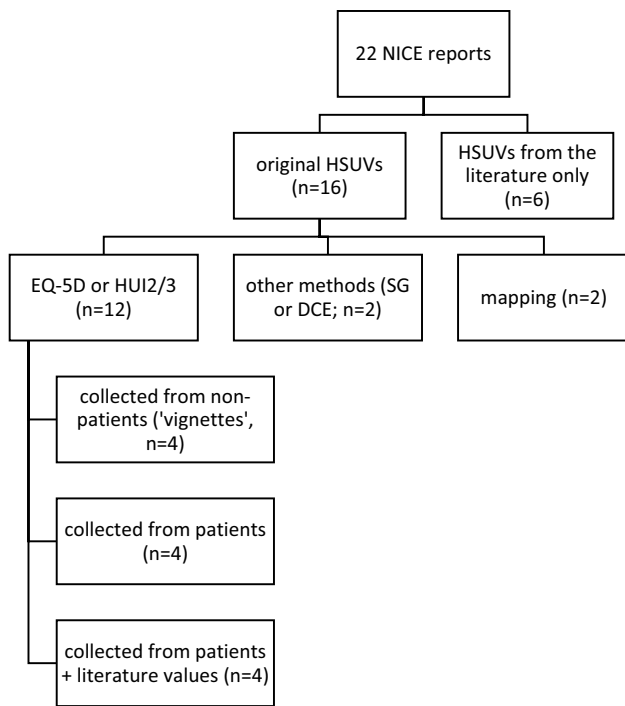 22 NICE reports
original HSUVs
(n=16)
HSUVs from the
literature only
(n=6)
EQ-5D or HUI2/3
(n=12)
other methods (SG
or DCE; n=2)
mapping (n=2)
collected from non-
patients ('vignettes',
n=4)
collected from patients
(n=4)
collected from patients
+ literature values (n=4)